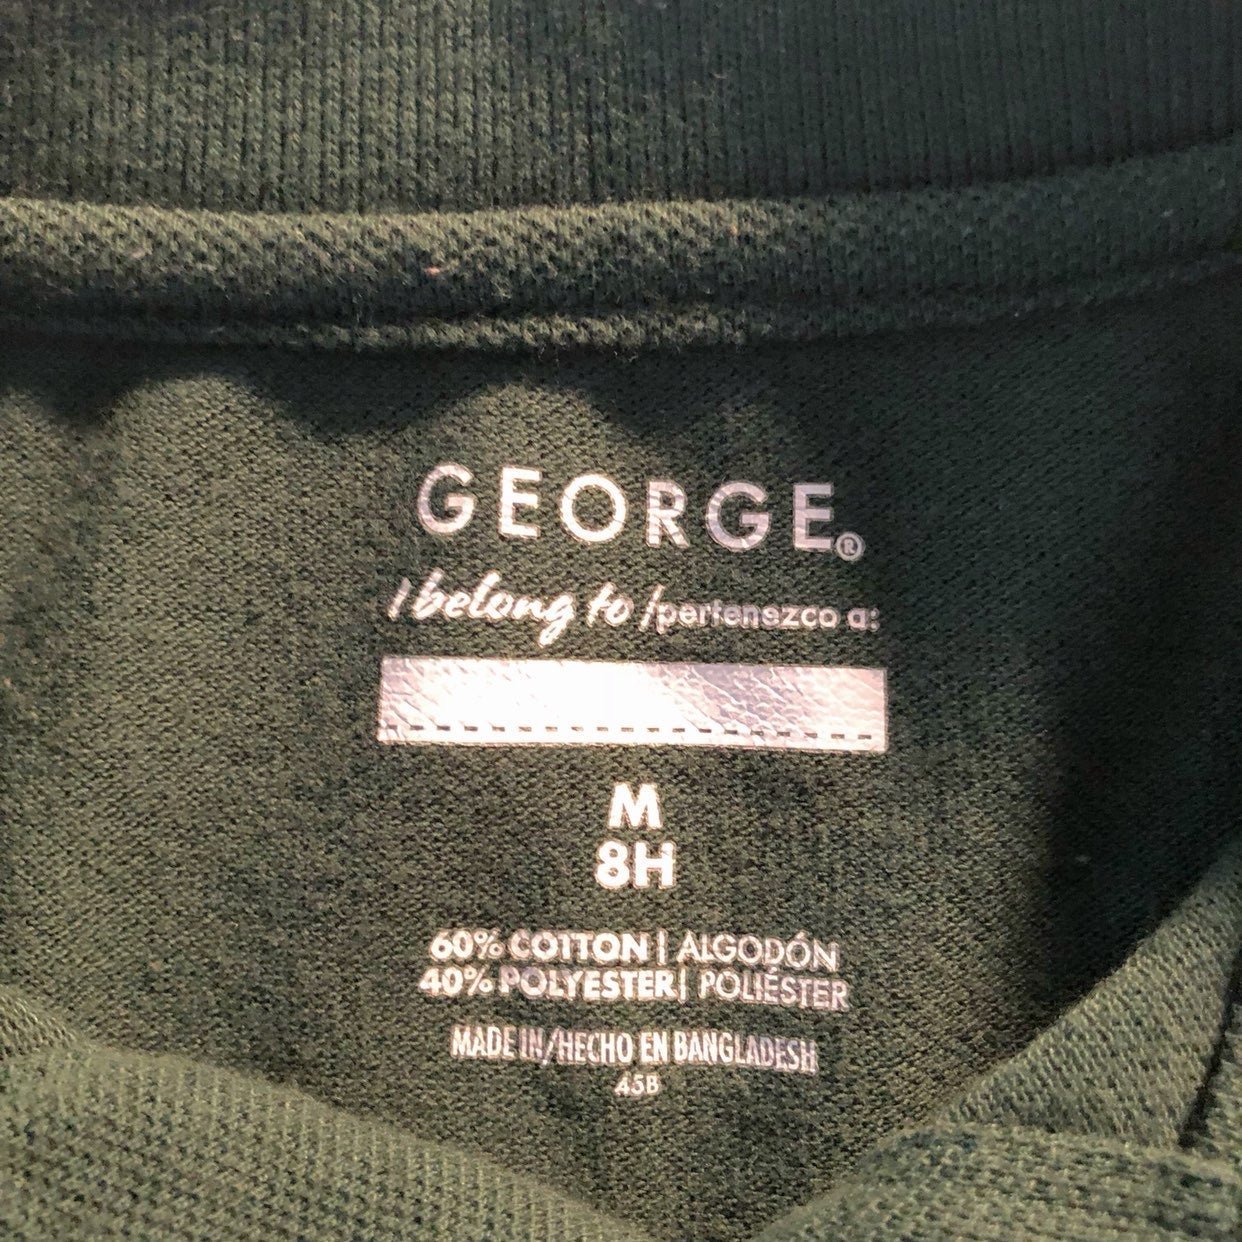 GEORGE®
I belong to /pertenezco a:
M
8H
60% COTTON | ALGODÓN
40% POLYESTER | POLIÉSTER
MADE IN/HECHO EN BANGLADESH
45B